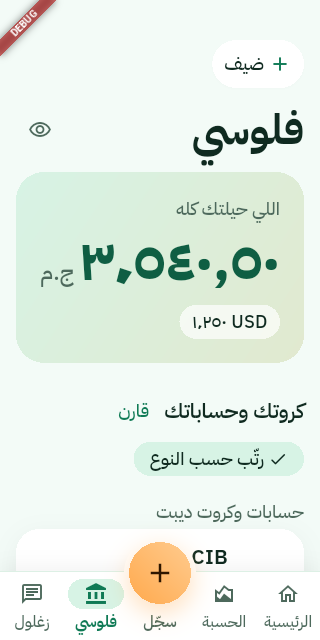 DEBUG
+ ضيف
فلوسي
اللي حيلتك كله
٣,٥٤٠,٥٠ ج.م
١,٢٥٠ USD
كروتك وحساباتك قارن
رتّب حسب النوع
حسابات وكروت ديبت
CIB
الرئيسية
الحسبة
سجّل
فلوسي
زغلول